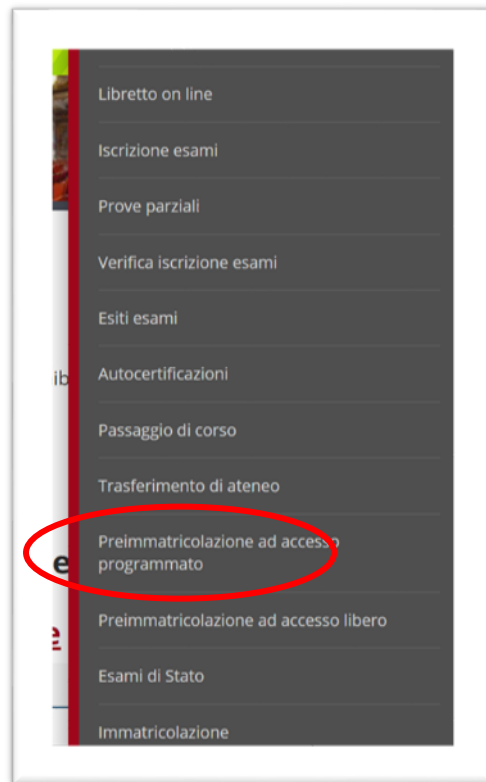 Libretto on line
Iscrizione esami
Prove parziali
Verifica iscrizione esami
Esiti esami
ib
Autocertificazioni
Passaggio di corso
Trasferimento di ateneo
Preimmatricolazione ad accesso
e
programmato
Preimmatricolazione ad accesso libero
e
Esami di Stato
Immatricolazione